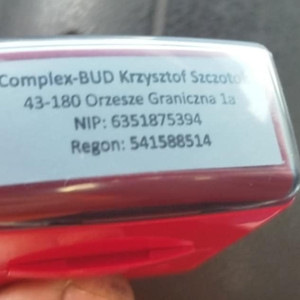 Complex-BUD Krzysztof
43-180 Orzesze Graniczna 1a
NIP: 6351875394
Regon: 541588514